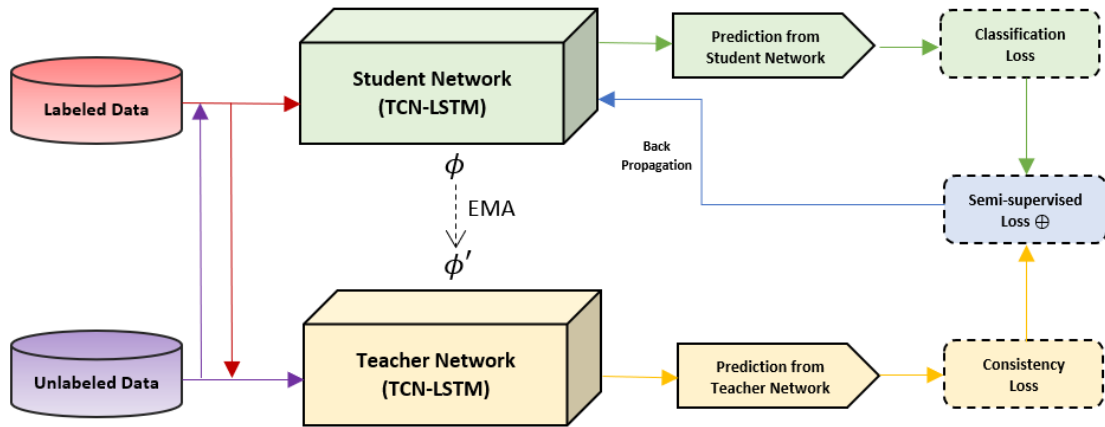 Labeled Data
Student Network
(TCN-LSTM)
Prediction from
Student Network
Classification
Loss
Back
Propagation
Semi-supervised
Loss ⊕
ϕ
EMA
ϕ′
Unlabeled Data
Teacher Network
(TCN-LSTM)
Prediction from
Teacher Network
Consistency
Loss